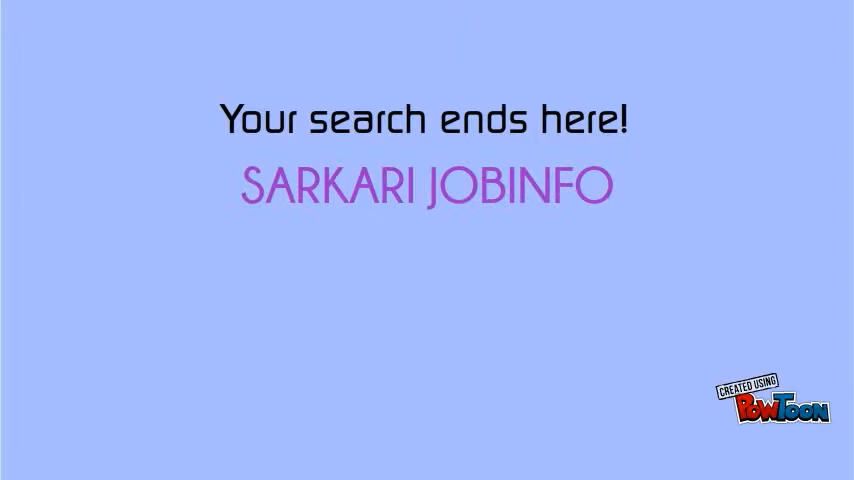 Your search ends here!
SARKARI JOBINFO
CREATED USING
POWTOON